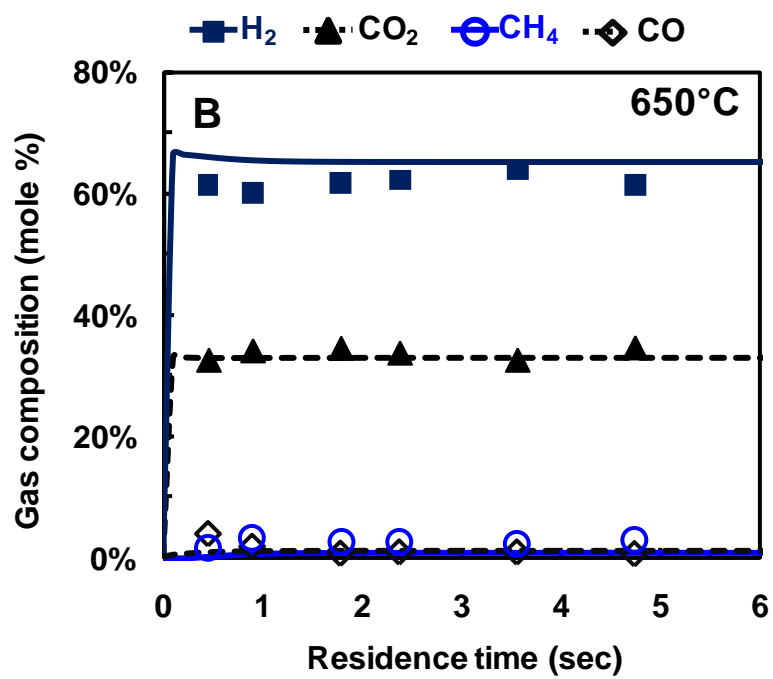 H₂ CO₂ CH₄ CO
80%
B 650°C
60%
40%
20%
0%
Gas composition (mole %)
0 1 2 3 4 5 6
Residence time (sec)